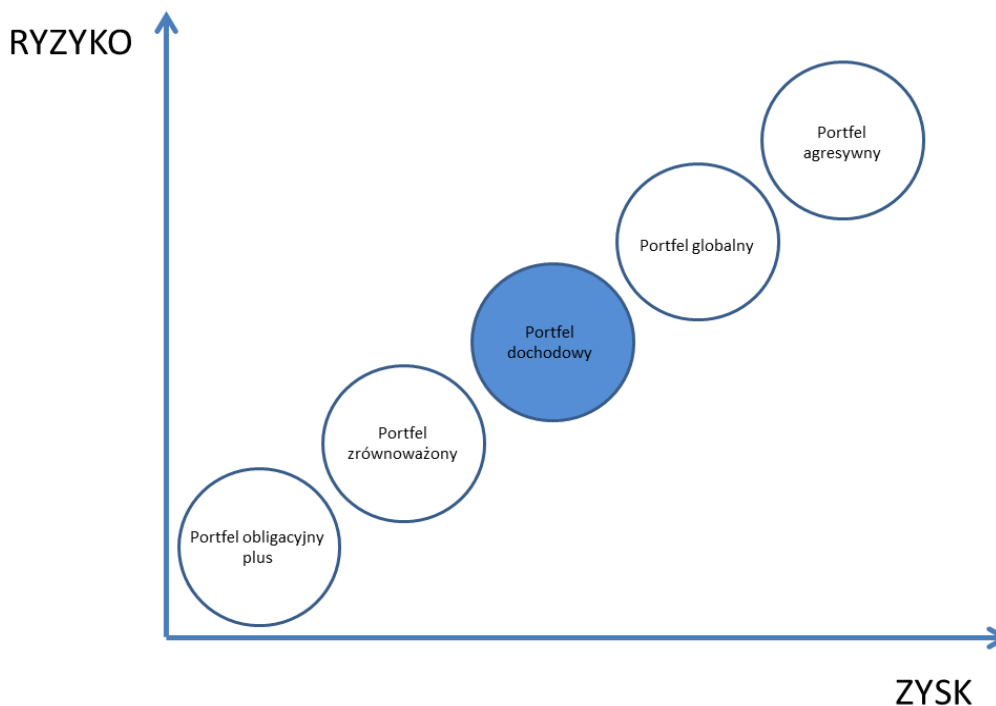 RYZYKO
Portfel
agresywny
Portfel globalny
Portfel
dochodowy
Portfel
zrównoważony
Portfel obligacyjny
plus
ZYSK